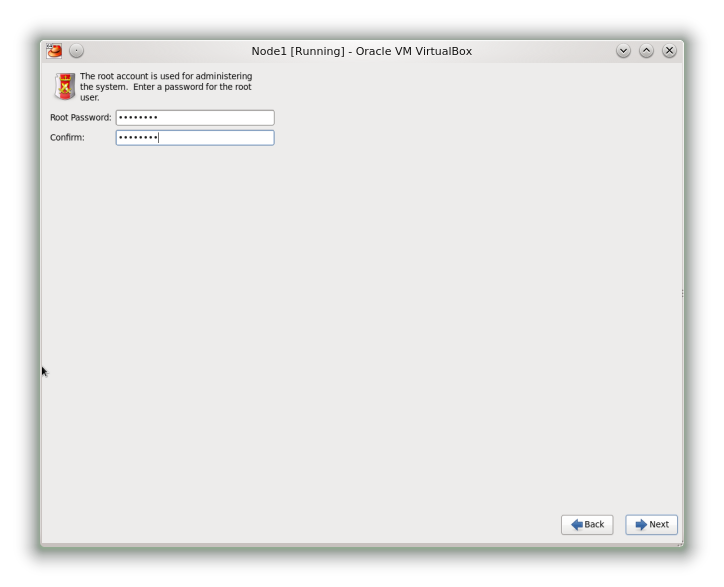 Node1 [Running] - Oracle VM VirtualBox
The root account is used for administering
the system.  Enter a password for the root
user.
Root Password: ••••••••
Confirm: ••••••••
Back
Next